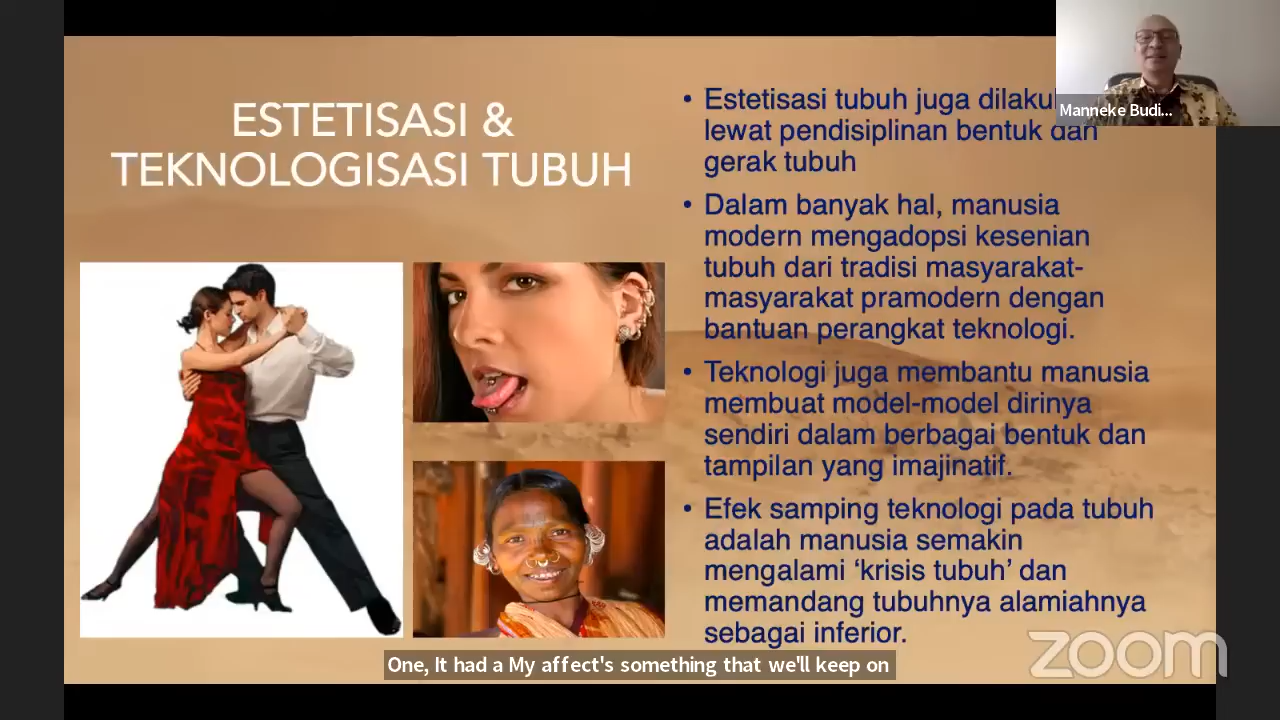 ESTETISASI &
TEKNOLOGISASI TUBUH
• Estetisasi tubuh juga
lewat pendisiplinan bentuk dan
gerak tubuh
• Dalam banyak hal, manusia
modern mengadopsi kesenian
tubuh dari tradisi masyarakat-
masyarakat pramodern dengan
bantuan perangkat teknologi.
• Teknologi juga membantu manusia
membuat model-model dirinya
sendiri dalam berbagai bentuk dan
tampilan yang imajinatif.
• Efek samping teknologi pada tubuh
adalah manusia semakin
mengalami ‘krisis tubuh’ dan
memandang tubuhnya alamiahnya
sebagai inferior.
Manneke Budi...
One, It had a My affect's something that we'll keep on
zoom